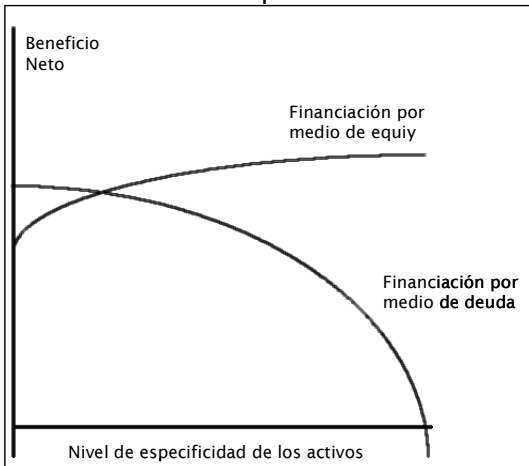 Beneficio
Neto
Financiación por
medio de equiy
Financiación por
medio de deuda
Nivel de especificidad de los activos